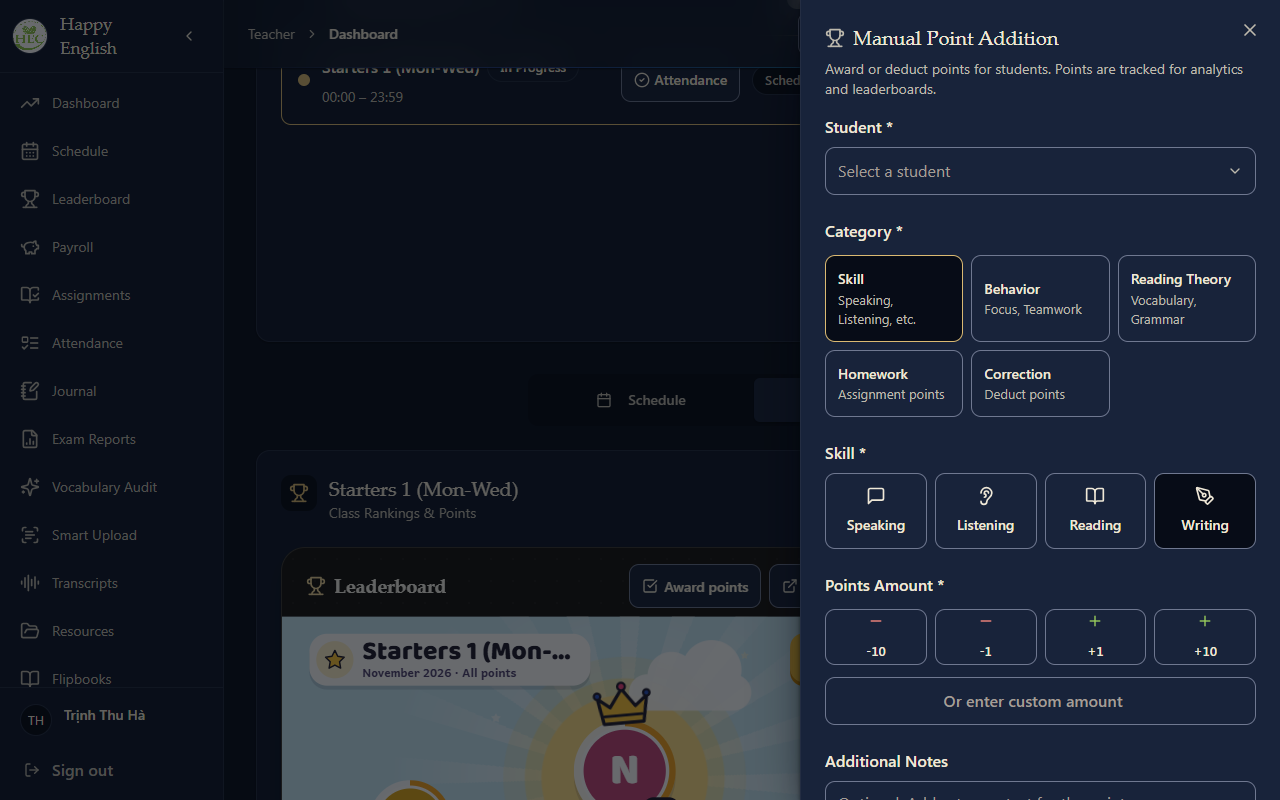 Happy
English
Dashboard
Schedule
Leaderboard
Payroll
Assignments
Attendance
Journal
Exam Reports
Vocabulary Audit
Smart Upload
Transcripts
Resources
Flipbooks
TH
Trịnh Thu Hà
Sign out
Teacher
Dashboard
Starters 1 (Mon-Wed)
In Progress
00:00 – 23:59
Attendance
Sched
Schedule
Starters 1 (Mon-Wed)
Class Rankings & Points
Leaderboard
Award points
Starters 1 (Mon-...
November 2026 · All points
N
Manual Point Addition
Award or deduct points for students. Points are tracked for analytics
and leaderboards.
Student *
Select a student
Category *
Skill
Speaking,
Listening, etc.
Behavior
Focus, Teamwork
Reading Theory
Vocabulary,
Grammar
Homework
Assignment points
Correction
Deduct points
Skill *
Speaking
Listening
Reading
Writing
Points Amount *
-10
-1
+1
+10
Or enter custom amount
Additional Notes